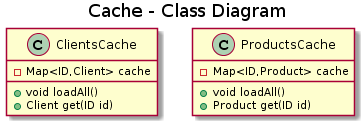 Cache - Class Diagram
C ClientsCache
Map<ID,Client> cache
void loadAll()
Client get(ID id)
C ProductsCache
Map<ID,Product> cache
void loadAll()
Product get(ID id)